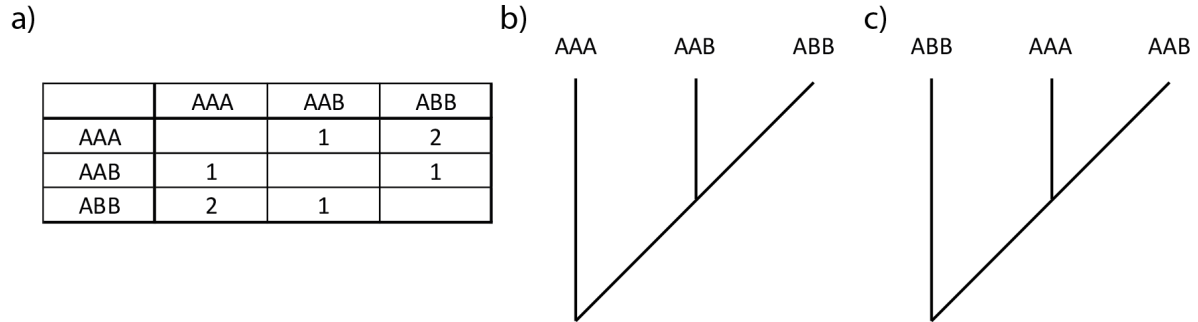 a)
AAA AAB ABB
AAA 1 2
AAB 1 1
ABB 2 1
b)
AAA AAB ABB
c)
ABB AAA AAB